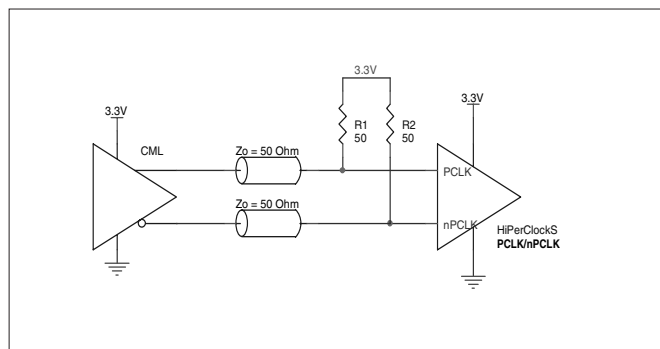 3.3V
3.3V
3.3V
R1
50
R2
50
CML
Zo = 50 Ohm
PCLK
Zo = 50 Ohm
nPCLK
HiPerClockS
PCLK/nPCLK